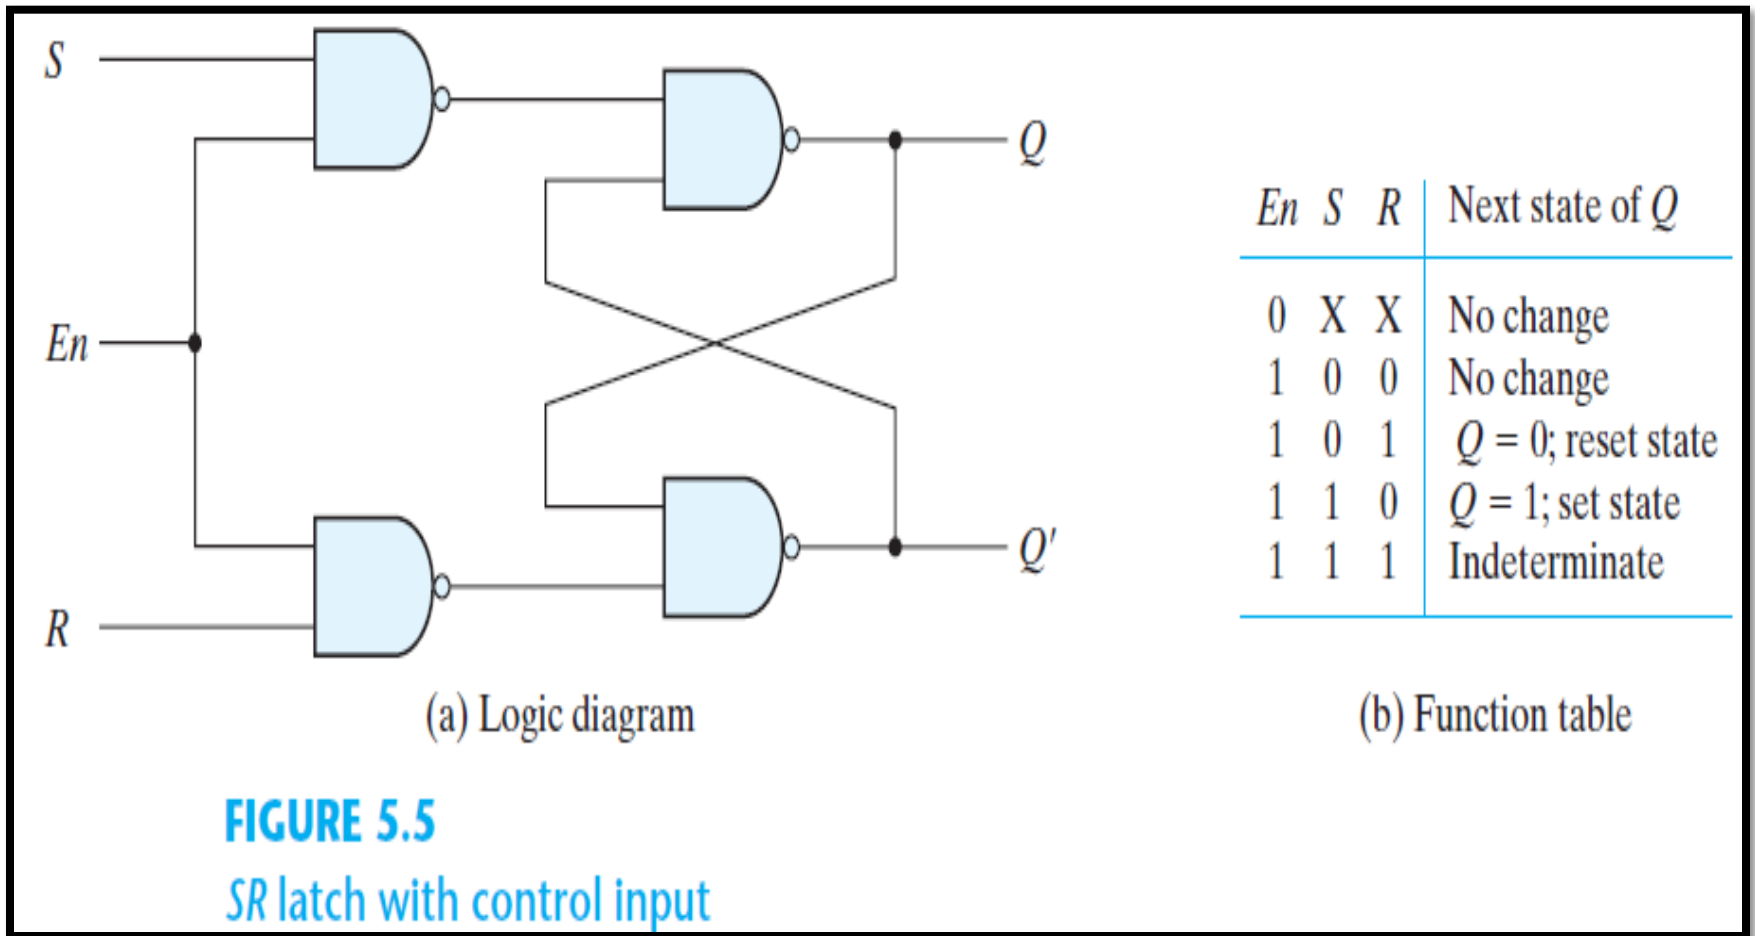 S
Q
En
Q'
R
(a) Logic diagram
En S R Next state of Q
0 X X No change
1 0 0 No change
1 0 1 Q = 0; reset state
1 1 0 Q = 1; set state
1 1 1 Indeterminate
(b) Function table
FIGURE 5.5
SR latch with control input